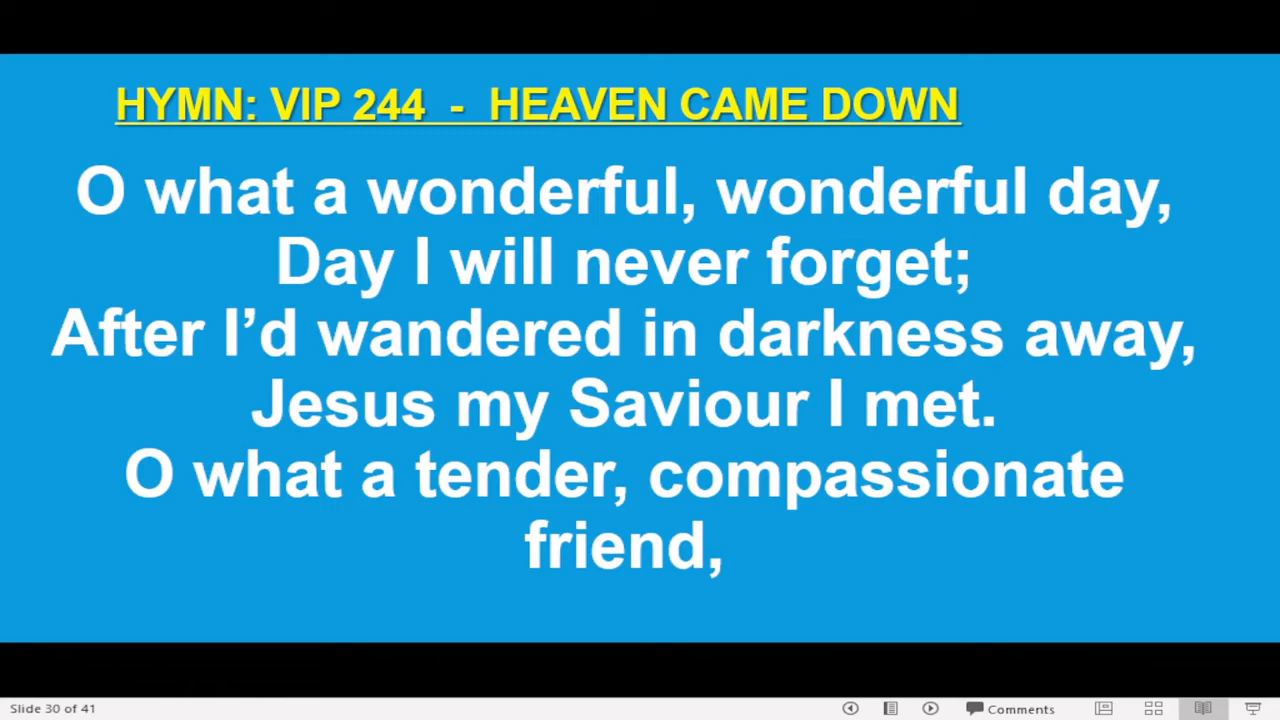 HYMN: VIP 244 - HEAVEN CAME DOWN
O what a wonderful, wonderful day,
Day I will never forget;
After I’d wandered in darkness away,
Jesus my Saviour I met.
O what a tender, compassionate
friend,
Slide 30 of 41
Comments